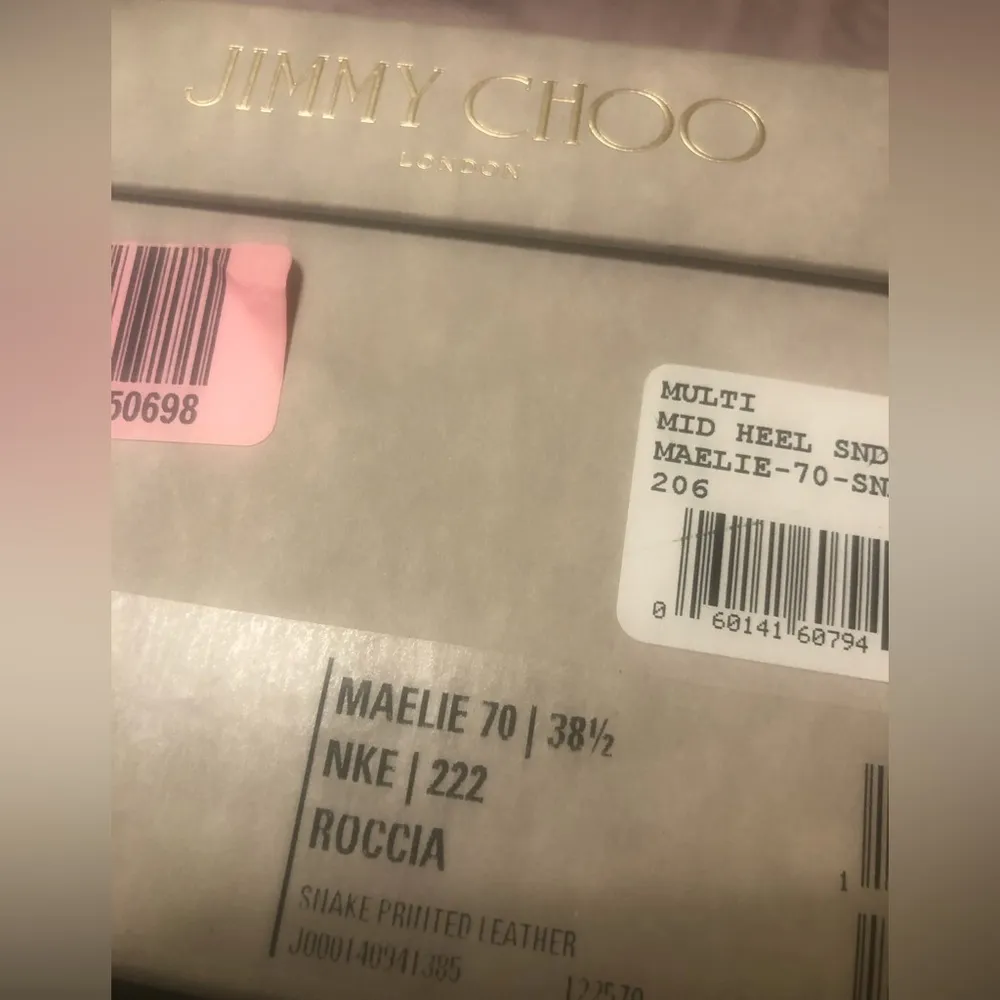 JIMMY CHOO
LONDON
50698
MULTI
MID HEEL SND
MAELIE-70-SN
206
0 60141 60794
MAELIE 70 | 38½
NKE | 222
ROCCIA
SNAKE PRINTED LEATHER
J000140941385
122570
1